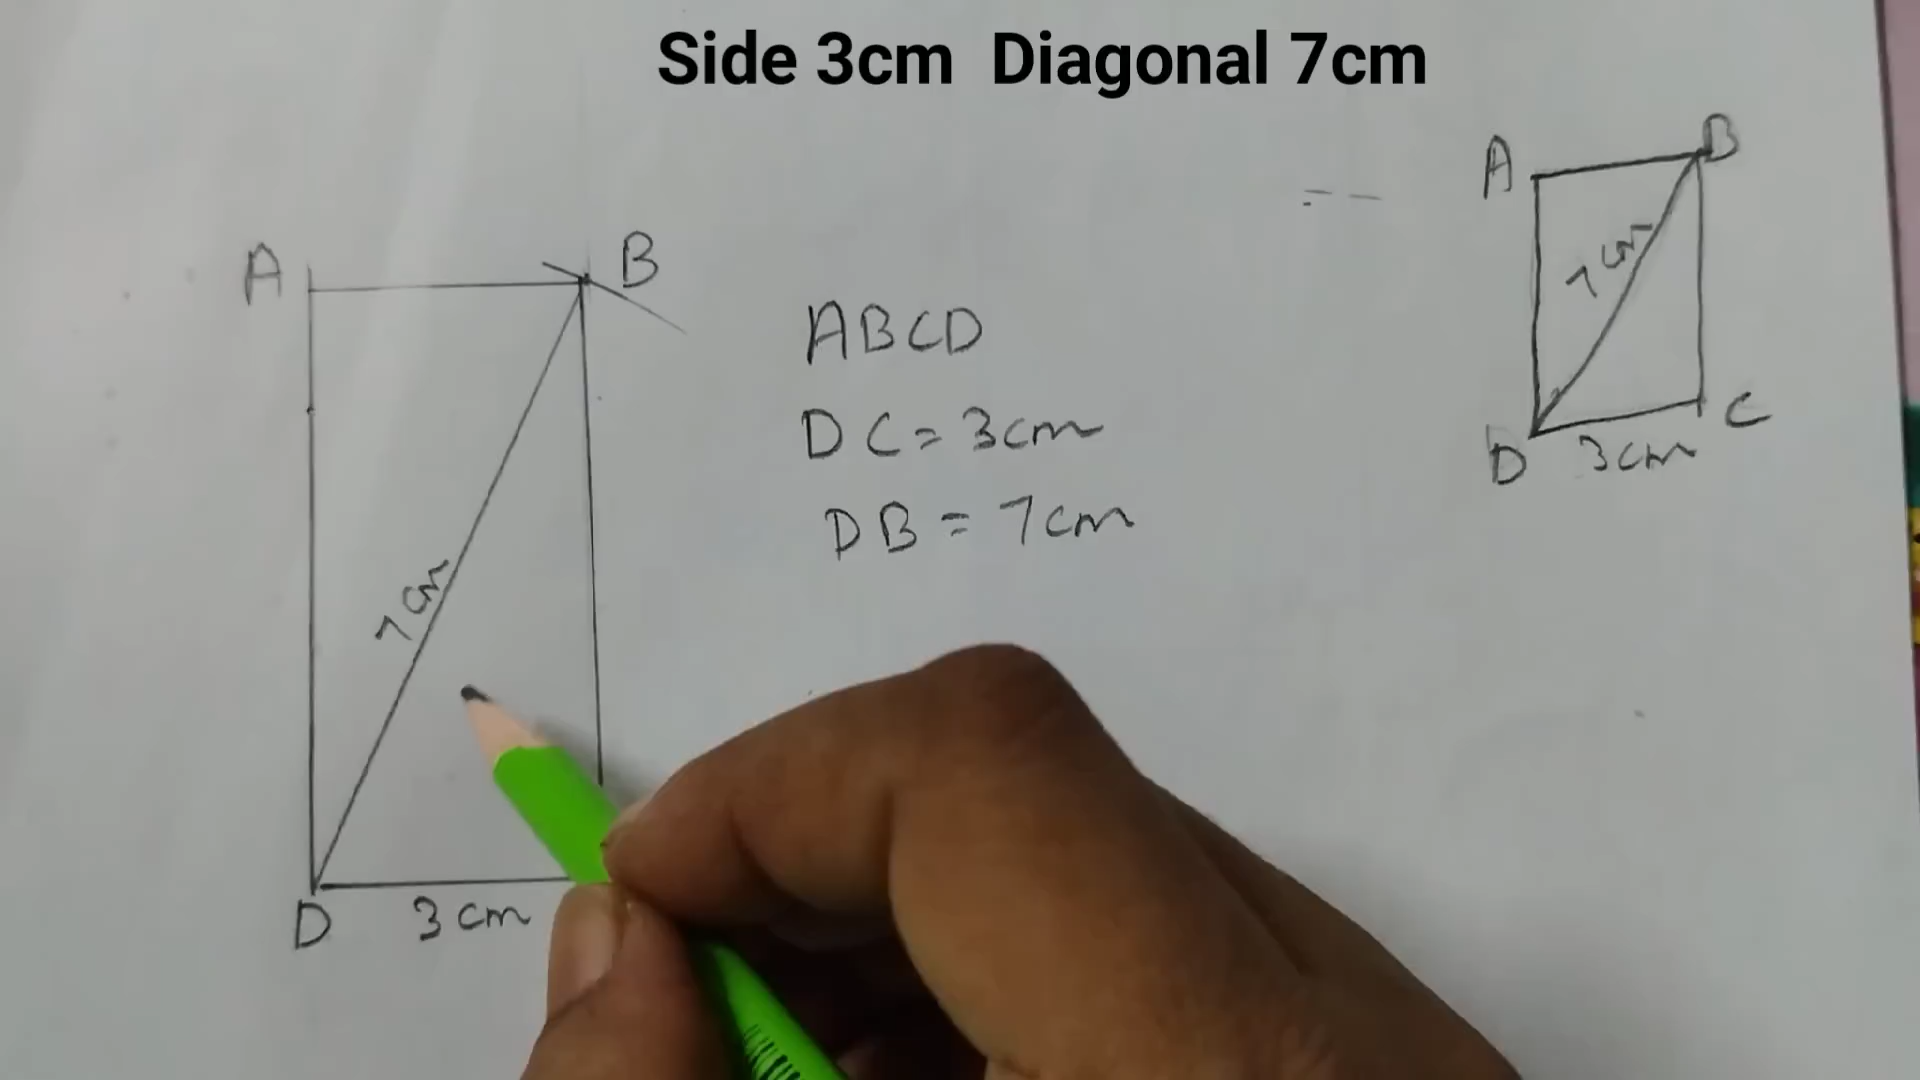 Side 3cm Diagonal 7cm
A B
7cm
D 3cm
ABCD
DC=3cm
DB=7cm
A B
7cm
D 3cm C